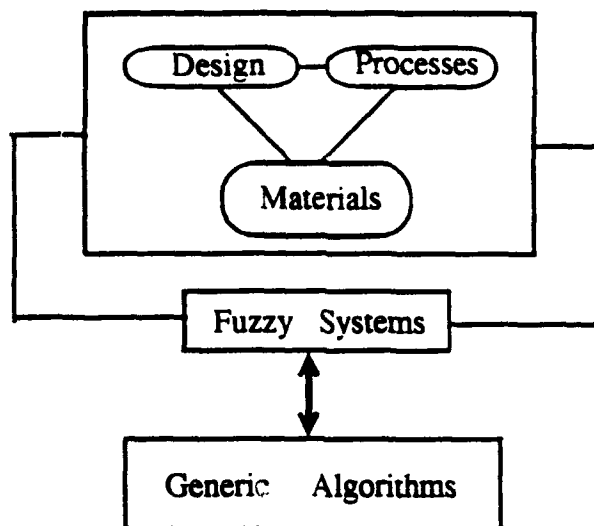 Design
Processes
Materials
Fuzzy Systems
Generic Algorithms